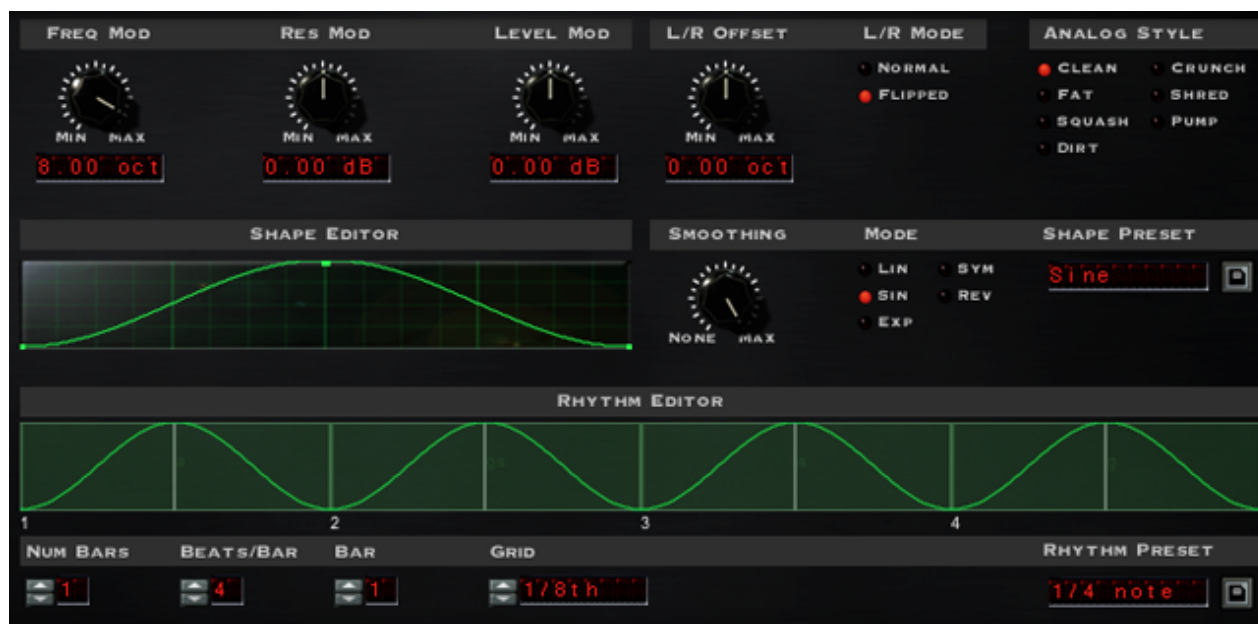 FREQ MOD RES MOD LEVEL MOD L/R OFFSET L/R MODE ANALOG STYLE
NORMAL CLEAN CRUNCH
FLIPPED FAT SHRED
MIN MAX MIN MAX MIN MAX MIN MAX SQUASH PUMP
DIRT
8.00 oct 0.00 dB 0.00 dB 0.00 oct
SHAPE EDITOR SMOOTHING MODE SHAPE PRESET
LIN SYM Sine
SIN REV
EXP
NONE MAX
RHYTHM EDITOR
1 2 3 4
NUM BARS BEATS/BAR BAR GRID RHYTHM PRESET
1 4 1 1/8th 1/4 note